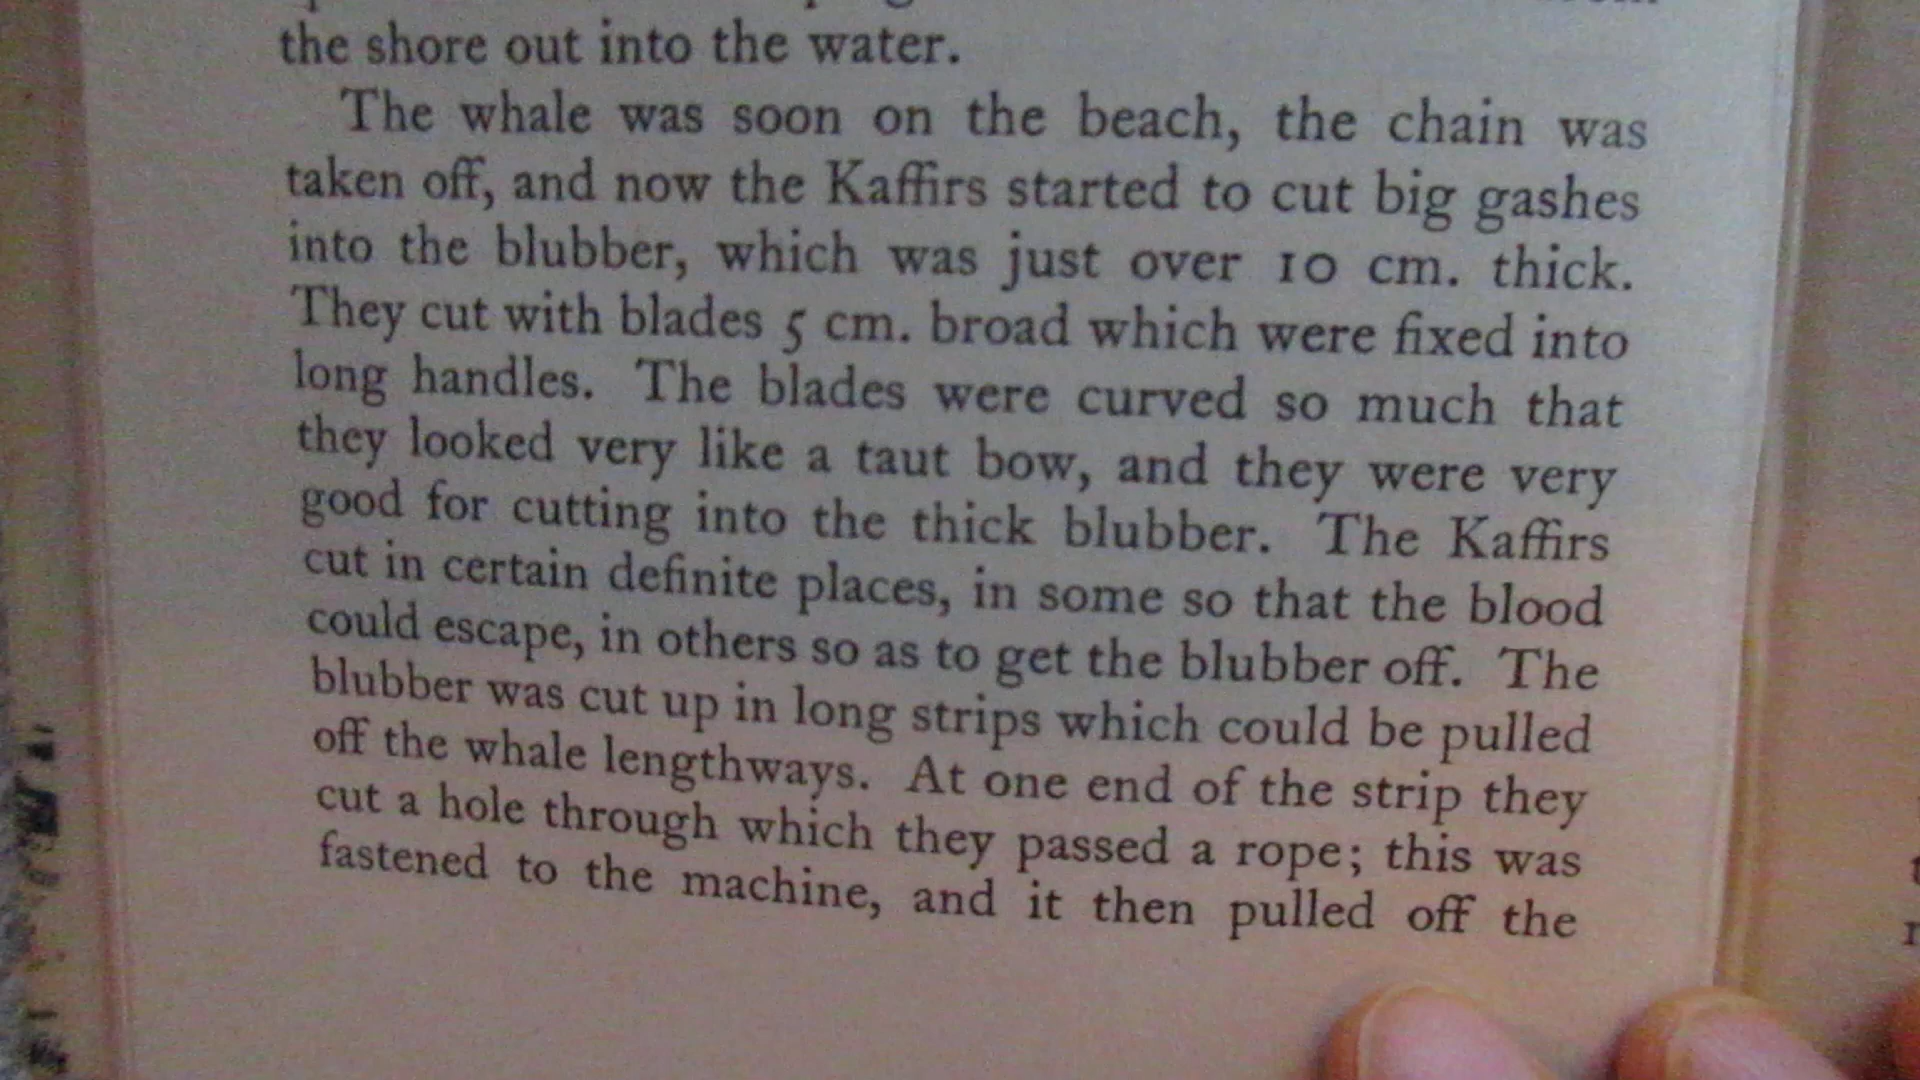 the shore out into the water.
The whale was soon on the beach, the chain was
taken off, and now the Kaffirs started to cut big gashes
into the blubber, which was just over 10 cm. thick.
They cut with blades 5 cm. broad which were fixed into
long handles. The blades were curved so much that
they looked very like a taut bow, and they were very
good for cutting into the thick blubber. The Kaffirs
cut in certain definite places, in some so that the blood
could escape, in others so as to get the blubber off. The
blubber was cut up in long strips which could be pulled
off the whale lengthways. At one end of the strip they
cut a hole through which they passed a rope; this was
fastened to the machine, and it then pulled off the